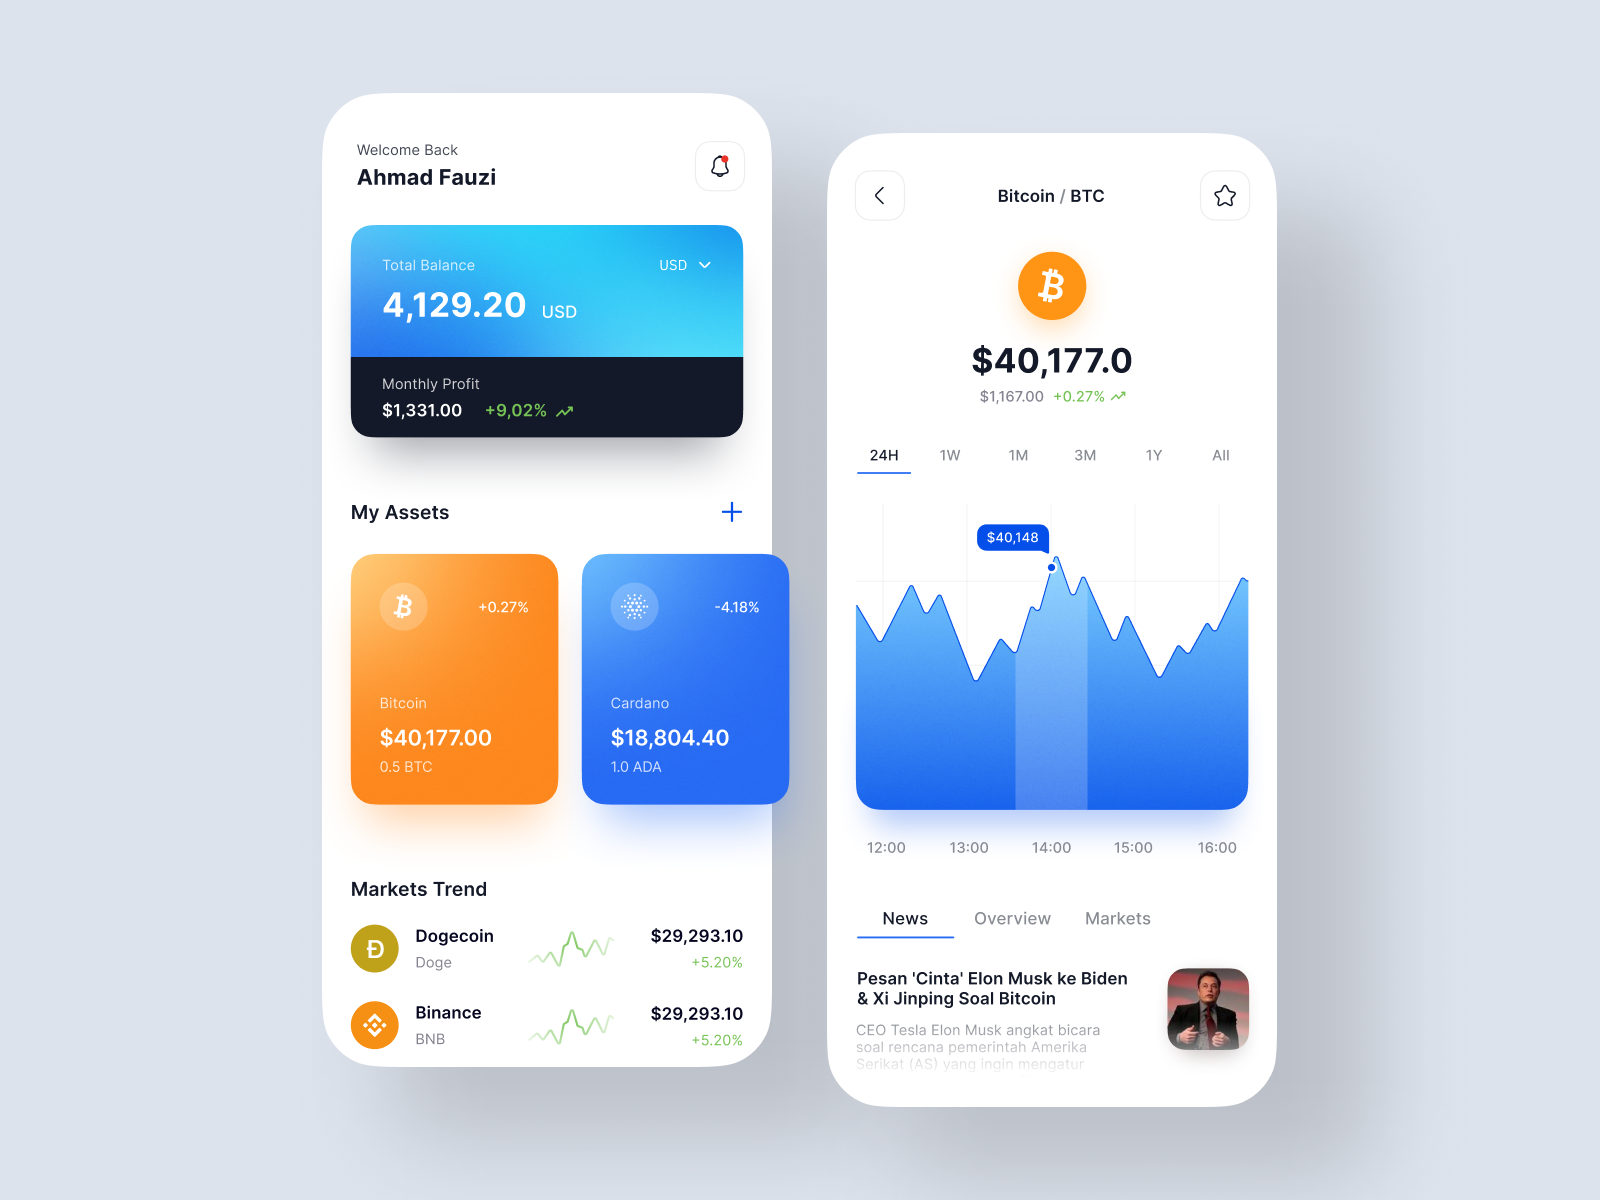 Welcome Back
Ahmad Fauzi
Total Balance
USD
4,129.20 USD
Monthly Profit
$1,331.00 +9,02%
My Assets
+0.27%
Bitcoin
$40,177.00
0.5 BTC
-4.18%
Cardano
$18,804.40
1.0 ADA
Markets Trend
Dogecoin
Doge
$29,293.10
+5.20%
Binance
BNB
$29,293.10
+5.20%
Bitcoin / BTC
$40,177.0
$1,167.00 +0.27%
24H 1W 1M 3M 1Y All
$40,148
12:00 13:00 14:00 15:00 16:00
News Overview Markets
Pesan 'Cinta' Elon Musk ke Biden
& Xi Jinping Soal Bitcoin
CEO Tesla Elon Musk angkat bicara
soal rencana pemerintah Amerika
Serikat (AS) yang ingin mengatur